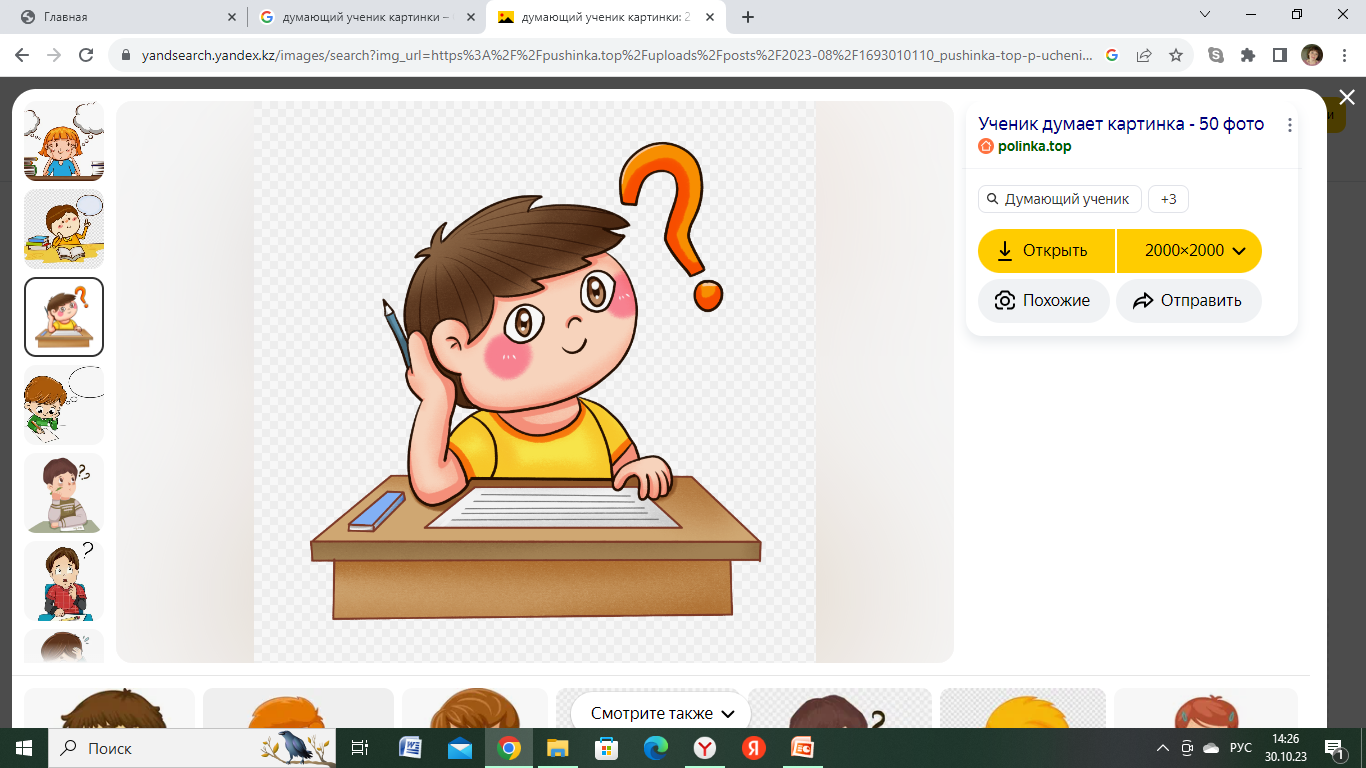 Главная
думающий ученик картинки –
думающий ученик картинки: 2
yandsearch.yandex.kz/images/search?img_url=https%3A%2F%2Fpushinka.top%2Fuploads%2Fposts%2F2023-08%2F1693010110_pushinka-top-p-ucheni...
Ученик думает картинка - 50 фото
polinka.top
Думающий ученик
+3
Открыть
2000×2000
Похожие
Отправить
Смотрите также
Поиск
РУС
14:26
30.10.23
1